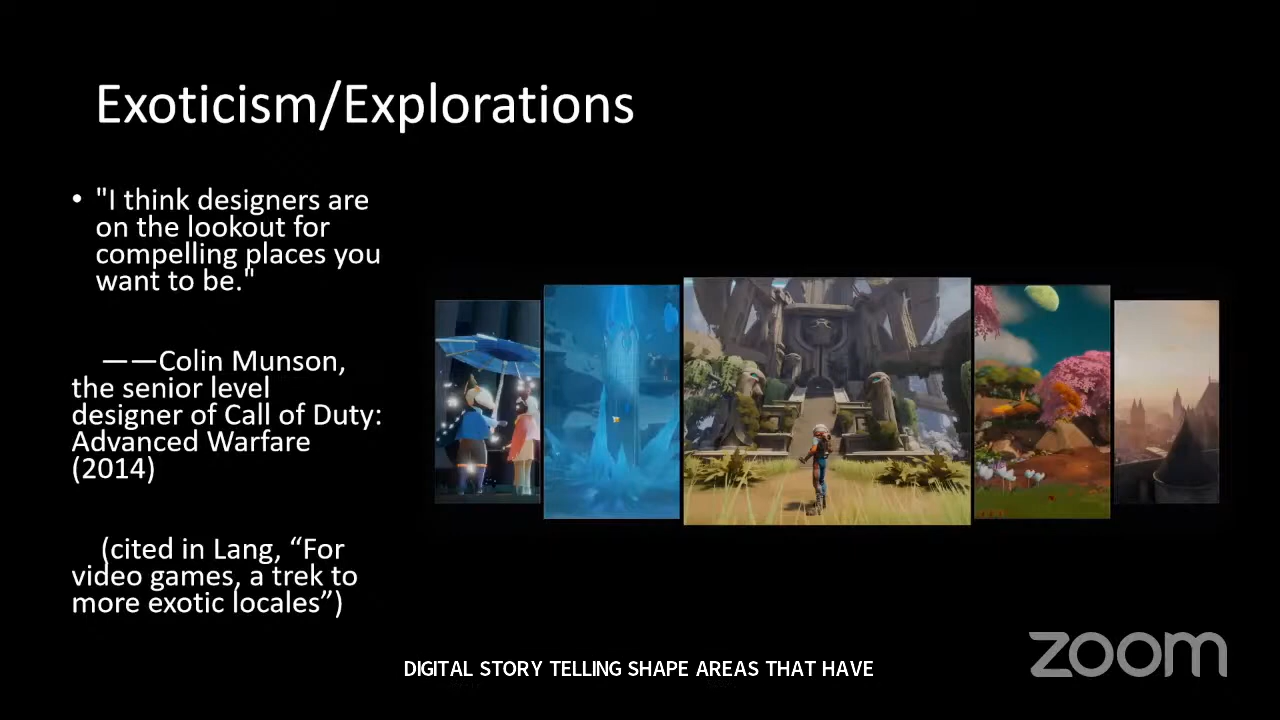 Exoticism/Explorations
• "I think designers are
on the lookout for
compelling places you
want to be."
——Colin Munson,
the senior level
designer of Call of Duty:
Advanced Warfare
(2014)
(cited in Lang, “For
video games, a trek to
more exotic locales”)
DIGITAL STORY TELLING SHAPE AREAS THAT HAVE
zoom